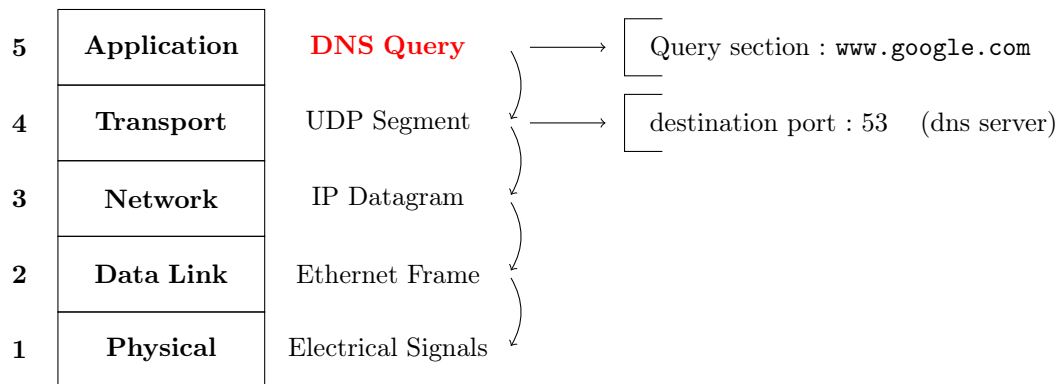 5 Application DNS Query Query section : www.google.com
4 Transport UDP Segment destination port : 53 (dns server)
3 Network IP Datagram
2 Data Link Ethernet Frame
1 Physical Electrical Signals